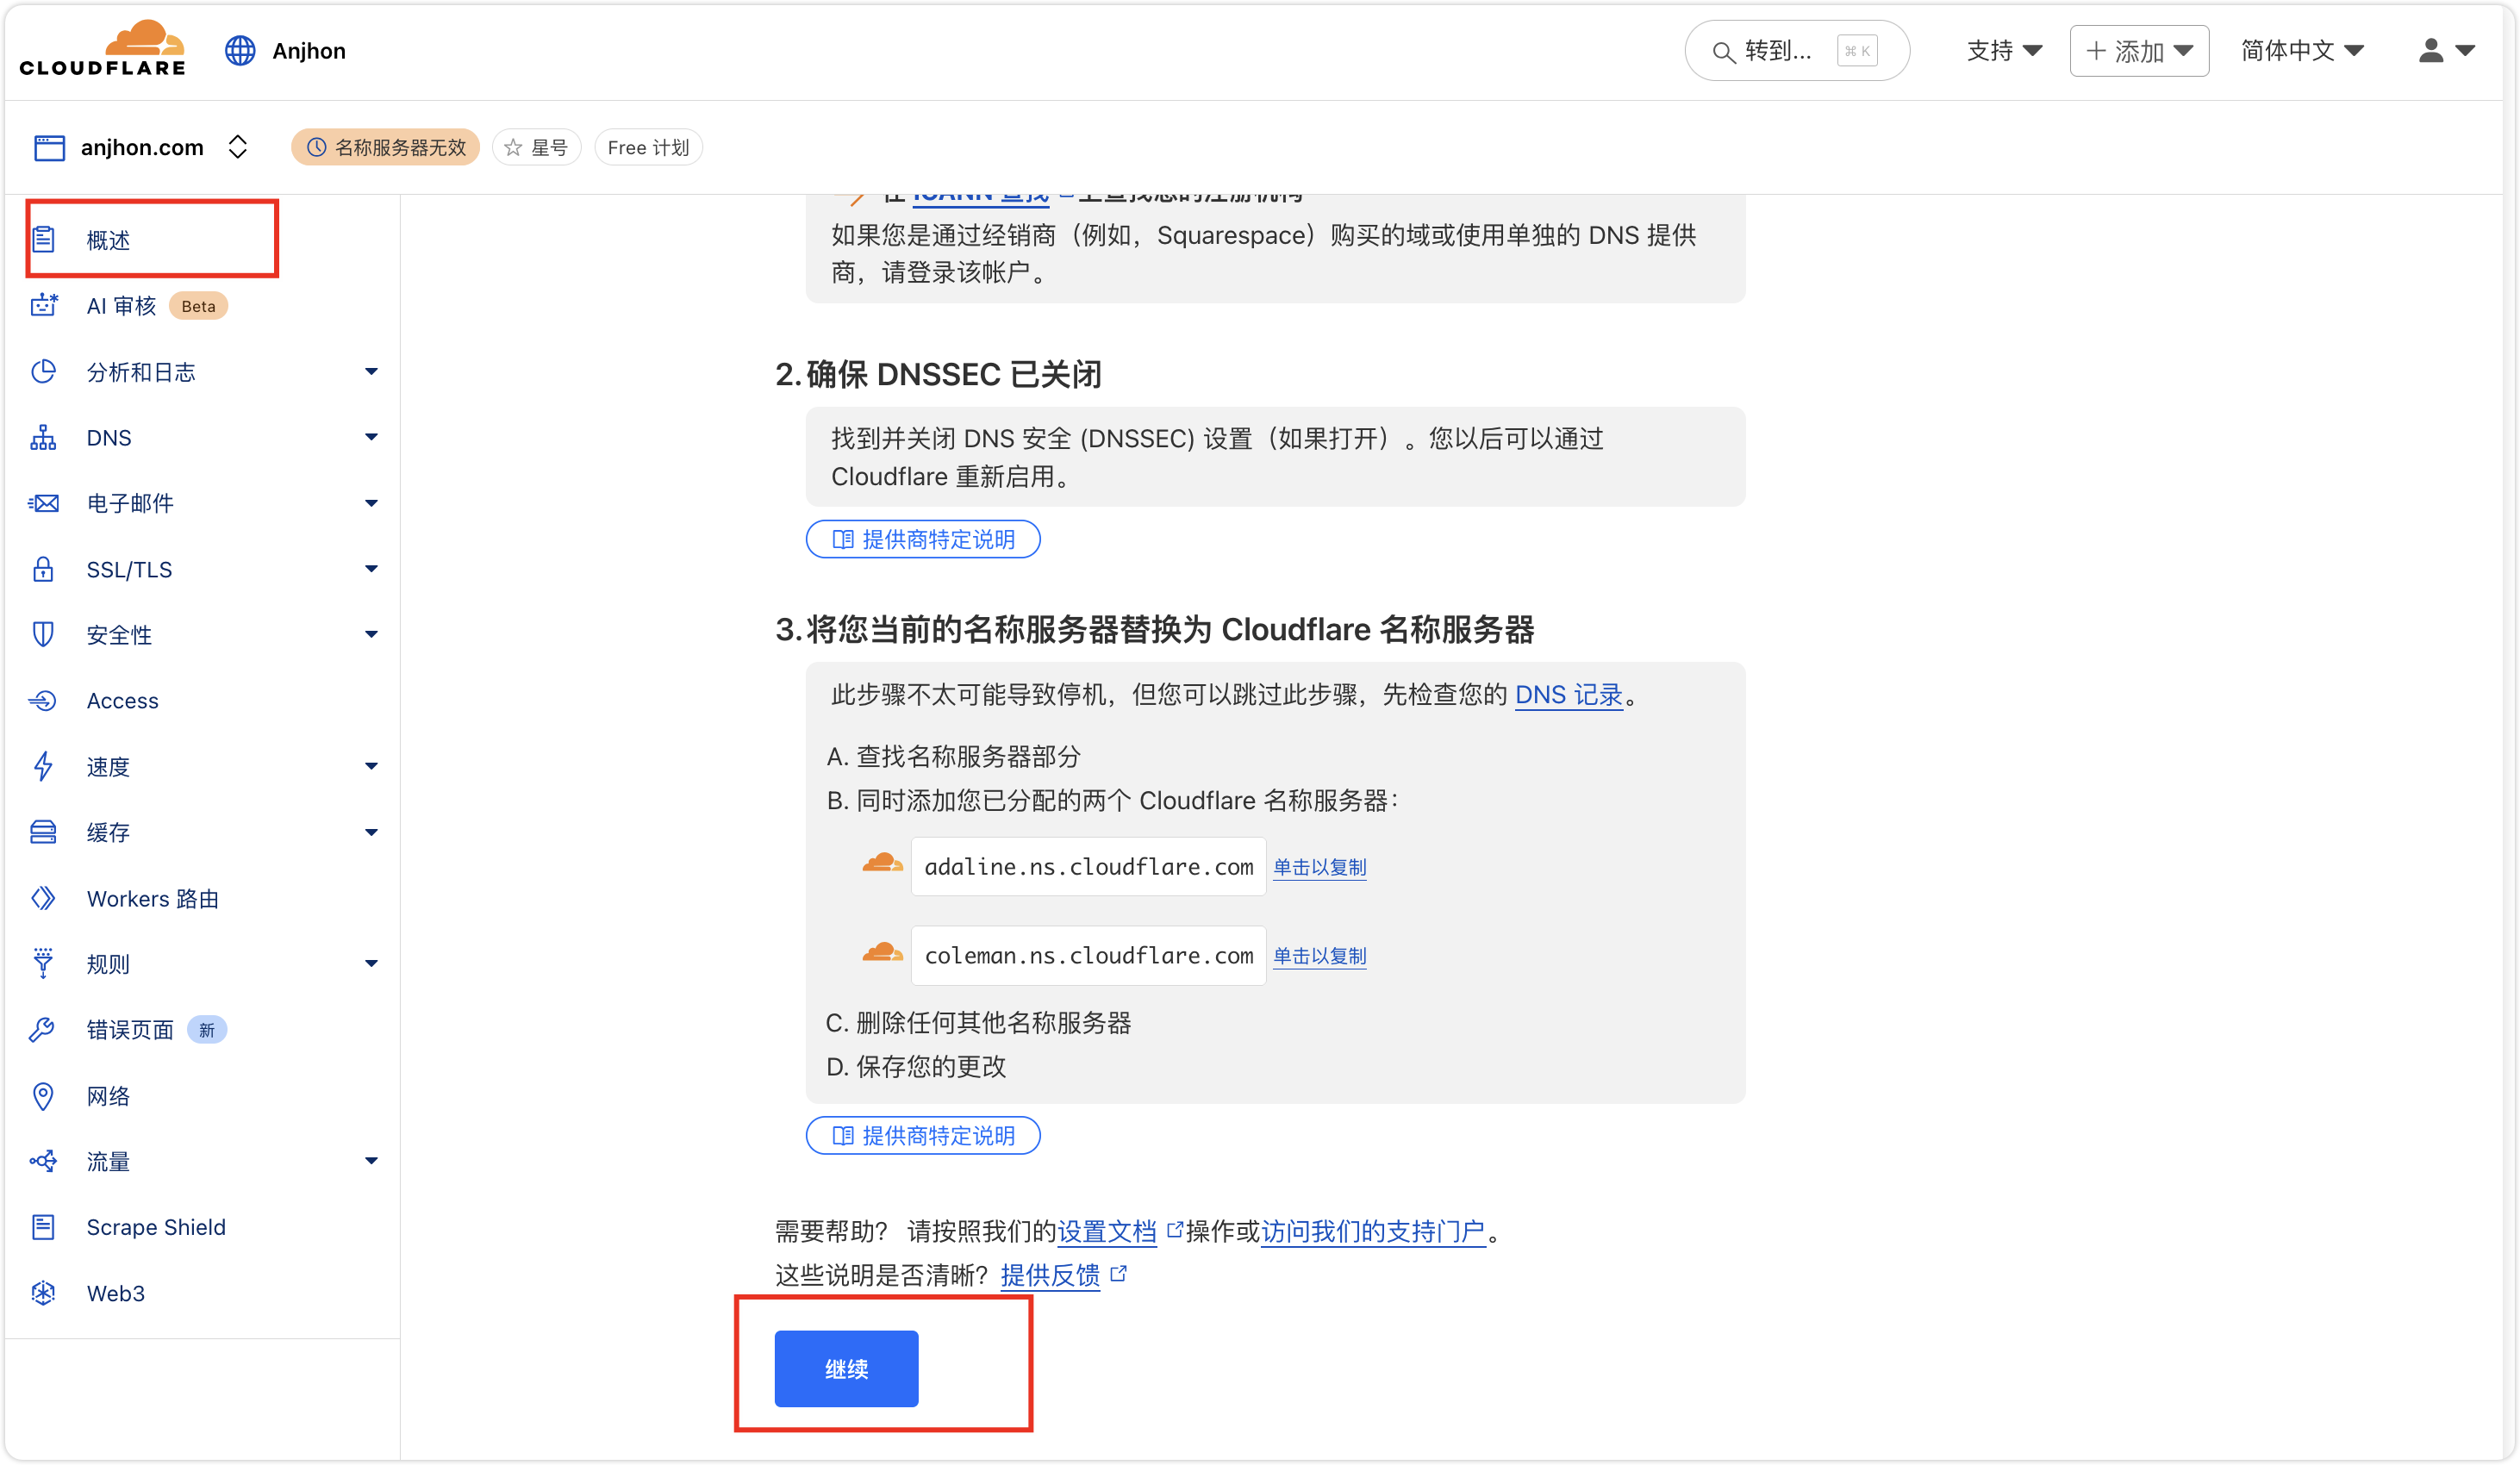 CLOUDFLARE
Anjhon
转到...
⌘ K
支持
添加
简体中文
anjhon.com
名称服务器无效
星号
Free 计划
概述
AI 审核 Beta
分析和日志
DNS
电子邮件
SSL/TLS
安全性
Access
速度
缓存
Workers 路由
规则
错误页面 新
网络
流量
Scrape Shield
Web3
在 ICANN 查找 上查找您的注册机构
如果您是通过经销商（例如，Squarespace）购买的域或使用单独的 DNS 提供
商，请登录该帐户。
2. 确保 DNSSEC 已关闭
找到并关闭 DNS 安全 (DNSSEC) 设置（如果打开）。您以后可以通过
Cloudflare 重新启用。
提供商特定说明
3. 将您当前的名称服务器替换为 Cloudflare 名称服务器
此步骤不太可能导致停机，但您可以跳过此步骤，先检查您的 DNS 记录。
A. 查找名称服务器部分
B. 同时添加您已分配的两个 Cloudflare 名称服务器：
adaline.ns.cloudflare.com 单击以复制
coleman.ns.cloudflare.com 单击以复制
C. 删除任何其他名称服务器
D. 保存您的更改
提供商特定说明
需要帮助？ 请按照我们的设置文档 操作或访问我们的支持门户。
这些说明是否清晰？提供反馈
继续